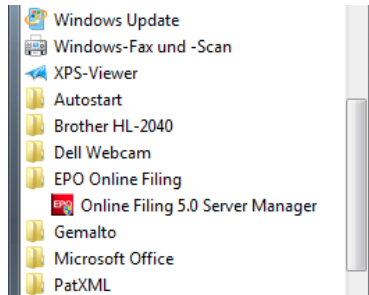 Windows Update
Windows-Fax und -Scan
XPS-Viewer
Autostart
Brother HL-2040
Dell Webcam
EPO Online Filing
EPO Online Filing 5.0 Server Manager
Gemalto
Microsoft Office
PatXML